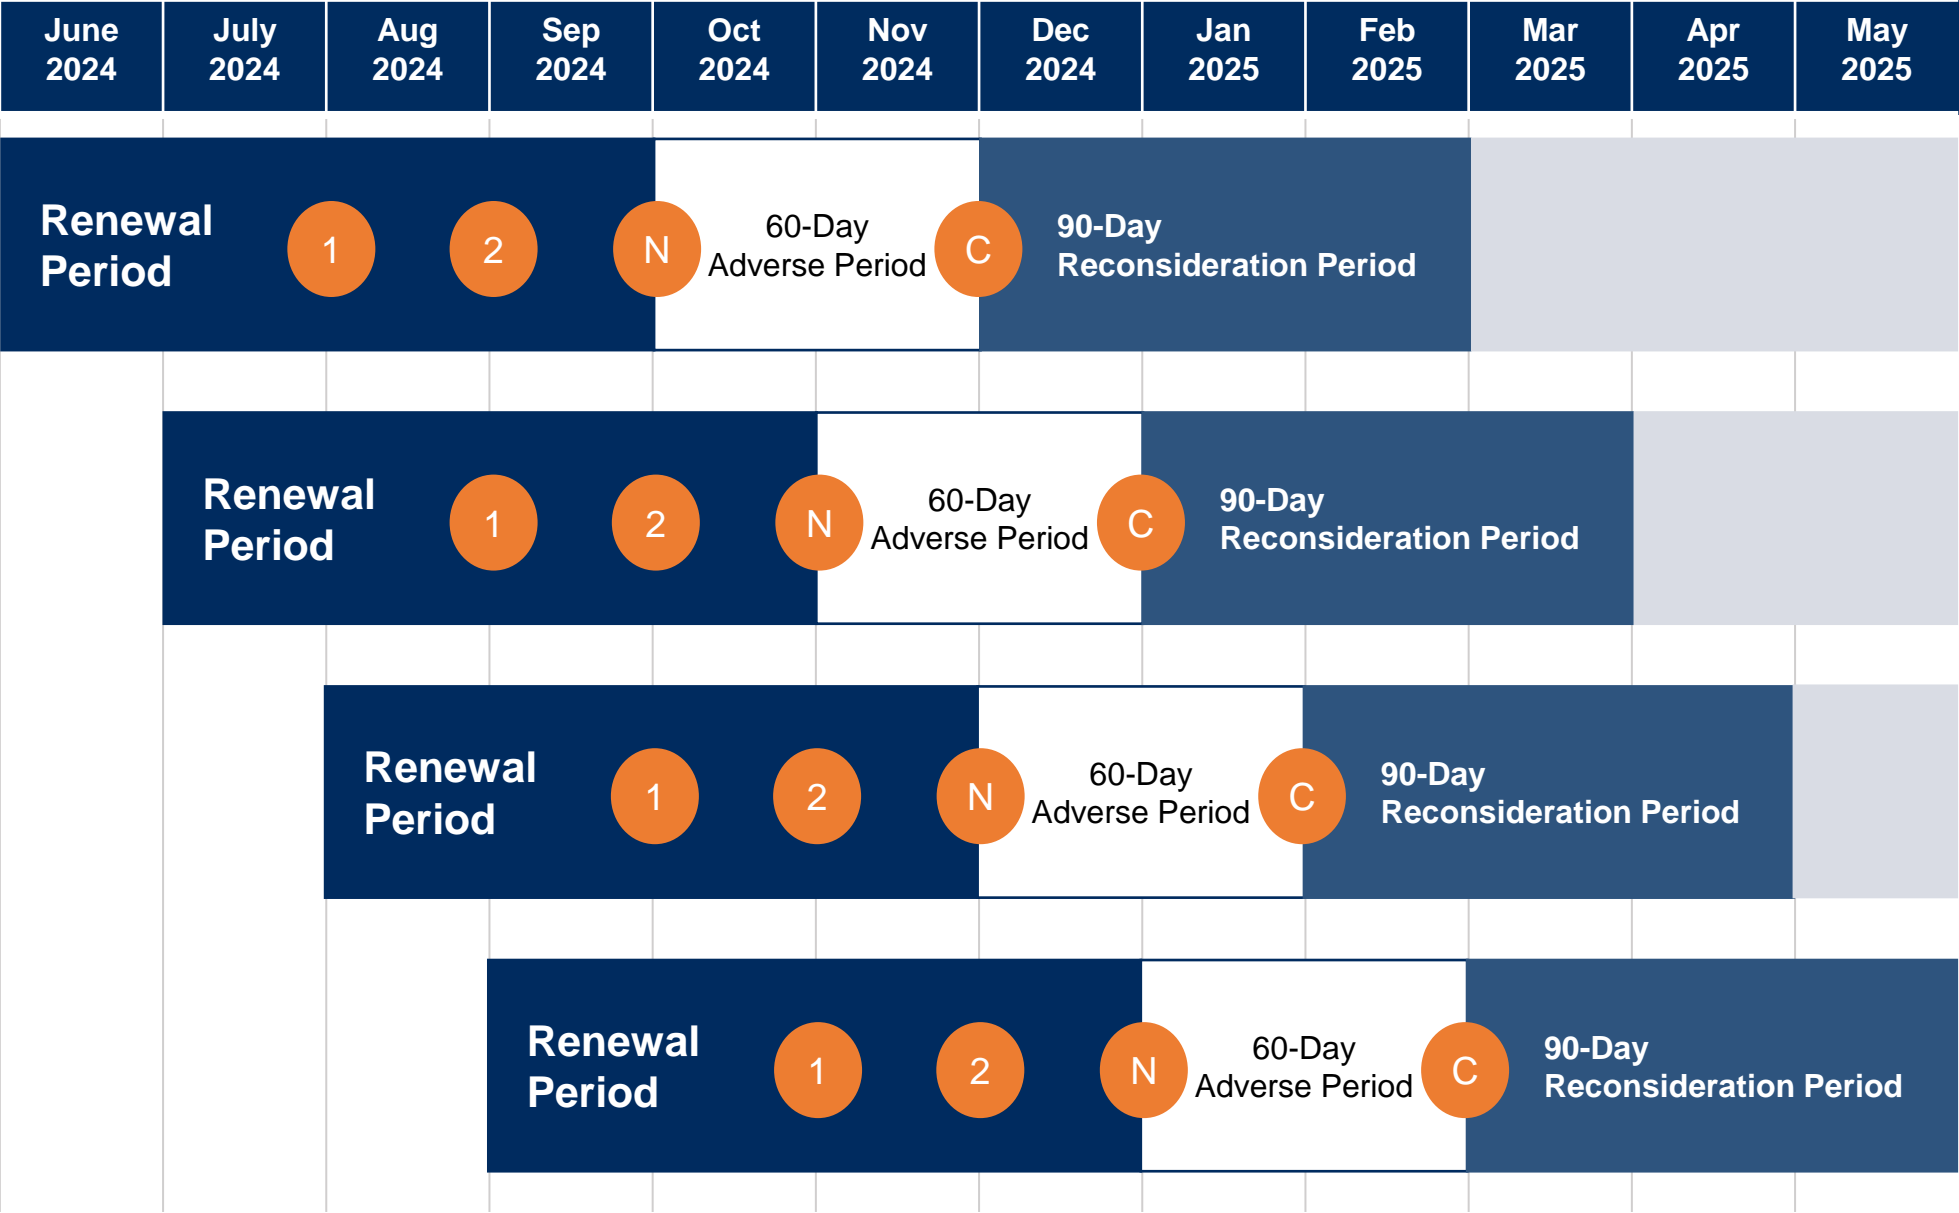 June
2024
July
2024
Aug
2024
Sep
2024
Oct
2024
Nov
2024
Dec
2024
Jan
2025
Feb
2025
Mar
2025
Apr
2025
May
2025
Renewal
Period
1
2
N
60-Day
Adverse Period
C
90-Day
Reconsideration Period
Renewal
Period
1
2
N
60-Day
Adverse Period
C
90-Day
Reconsideration Period
Renewal
Period
1
2
N
60-Day
Adverse Period
C
90-Day
Reconsideration Period
Renewal
Period
1
2
N
60-Day
Adverse Period
C
90-Day
Reconsideration Period